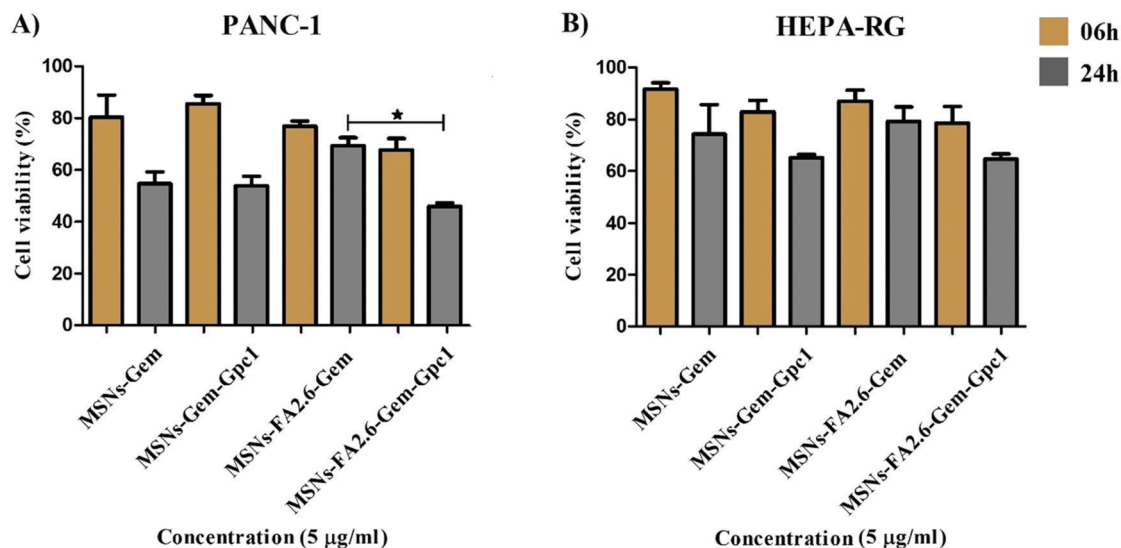 A)
PANC-1
Cell viability (%)
100
80
60
40
20
0
★
MSNs-Gem
MSNs-Gem-Gpc1
MSNs-FA2.6-Gem
MSNs-FA2.6-Gem-Gpc1
Concentration (5 µg/ml)
B)
HEPA-RG
Cell viability (%)
100
80
60
40
20
0
MSNs-Gem
MSNs-Gem-Gpc1
MSNs-FA2.6-Gem
MSNs-FA2.6-Gem-Gpc1
Concentration (5 µg/ml)
06h
24h